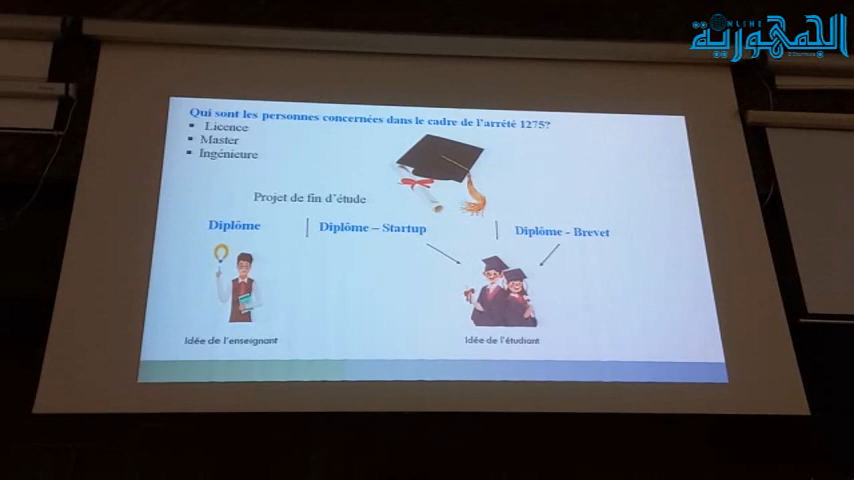 ONLINE
الجمهورية
Qui sont les personnes concernées dans le cadre de l'arrêté 1275?
▪ Licence
▪ Master
▪ Ingénieure
Projet de fin d'étude
Diplôme | Diplôme – Startup | Diplôme - Brevet
Idée de l'enseignant
Idée de l'étudiant